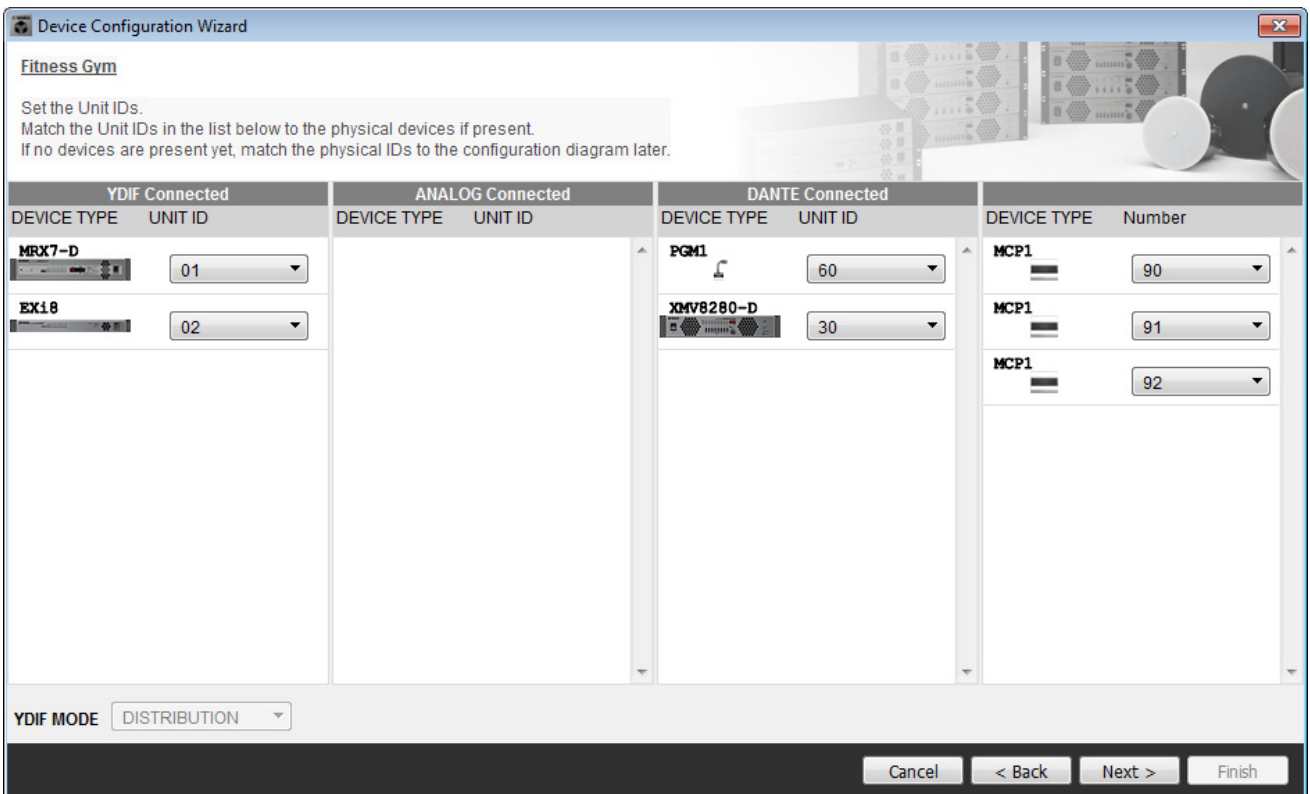 Device Configuration Wizard
Fitness Gym
Set the Unit IDs.
Match the Unit IDs in the list below to the physical devices if present.
If no devices are present yet, match the physical IDs to the configuration diagram later.
YDIF Connected
DEVICE TYPE UNIT ID
MRX7-D
01
EXi8
02
ANALOG Connected
DEVICE TYPE UNIT ID
DANTE Connected
DEVICE TYPE UNIT ID
PGM1
60
XMV8280-D
30
DEVICE TYPE Number
MCP1
90
MCP1
91
MCP1
92
YDIF MODE DISTRIBUTION
Cancel < Back Next > Finish